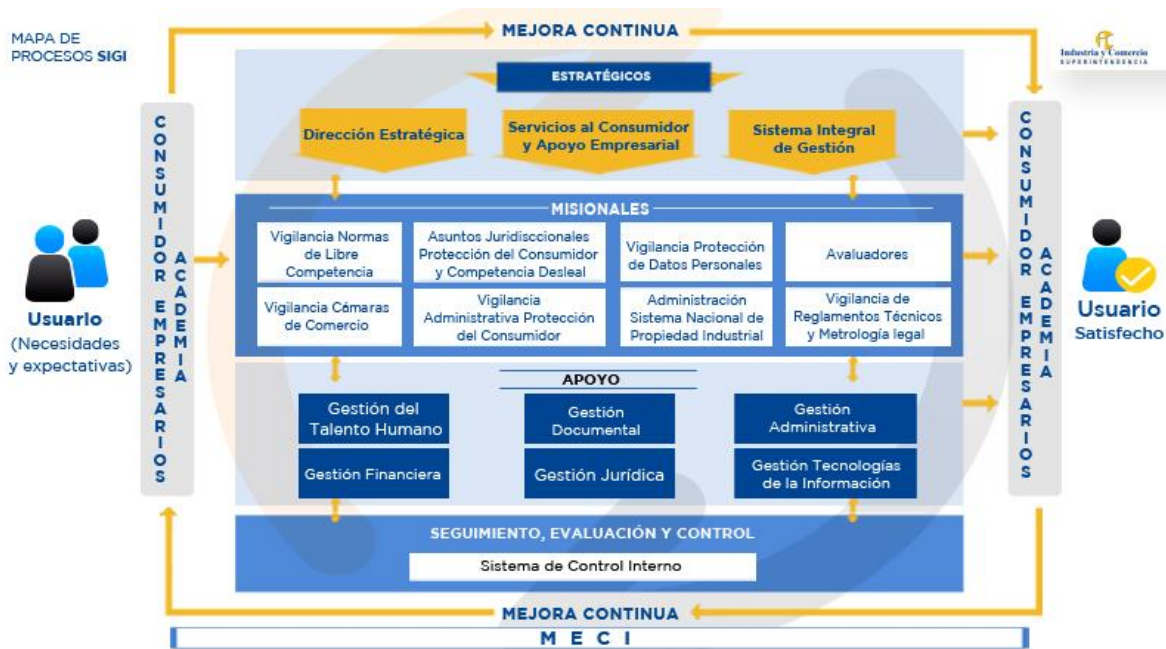 MAPA DE
PROCESOS SIGI
MEJORA CONTINUA
Industria y Comercio
SUPERINTENDENCIA
ESTRATÉGICOS
Dirección Estratégica
Servicios al Consumidor
y Apoyo Empresarial
Sistema Integral
de Gestión
CONSUMIDOR EMPRESARIOS
ACADEMIA
Usuario
(Necesidades
y expectativas)
MISIONALES
Vigilancia Normas
de Libre
Competencia
Asuntos Jurisdiccionales
Protección del Consumidor
y Competencia Desleal
Vigilancia Protección
de Datos Personales
Avaluadores
Vigilancia Cámaras
de Comercio
Vigilancia
Administrativa Protección
del Consumidor
Administración
Sistema Nacional de
Propiedad Industrial
Vigilancia de
Reglamentos Técnicos
y Metrología legal
APOYO
Gestión del
Talento Humano
Gestión
Documental
Gestión
Administrativa
Gestión Financiera
Gestión Jurídica
Gestión Tecnologías
de la Información
SEGUIMIENTO, EVALUACIÓN Y CONTROL
Sistema de Control Interno
CONSUMIDOR EMPRESARIOS
ACADEMIA
Usuario
Satisfecho
MEJORA CONTINUA
M E C I